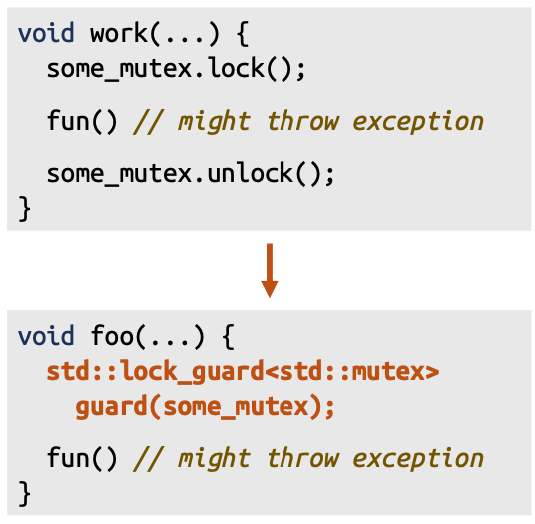 void work(...) {
some_mutex.lock();
fun() // might throw exception
some_mutex.unlock();
}
void foo(...) {
std::lock_guard<std::mutex>
guard(some_mutex);
fun() // might throw exception
}